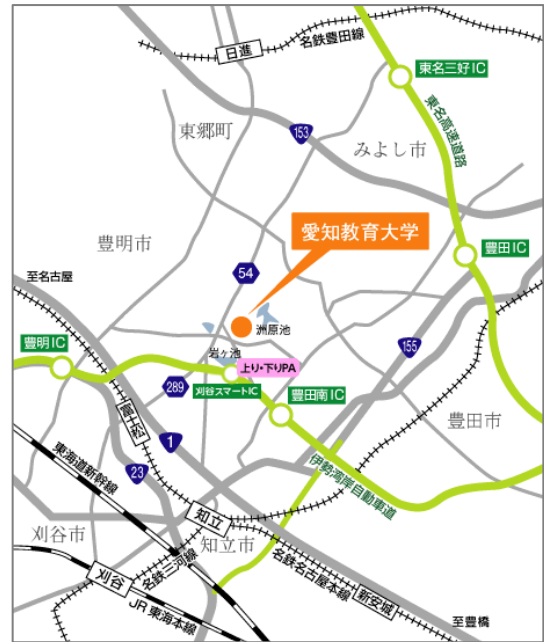 名鉄豊田線
日進
東名三好IC
東名高速道路
153
東郷町
みよし市
愛知教育大学
豊明市
豊田IC
至名古屋
54
洲原池
155
豊明IC
岩ヶ池
上り・下りPA
289
刈谷スマートIC
豊田南IC
豊田市
富士松
1
伊勢湾岸自動車道
東海道新幹線
23
刈谷市
知立
知立市
刈谷
名鉄三河線
名鉄名古屋本線
新安城
JR東海本線
至豊橋